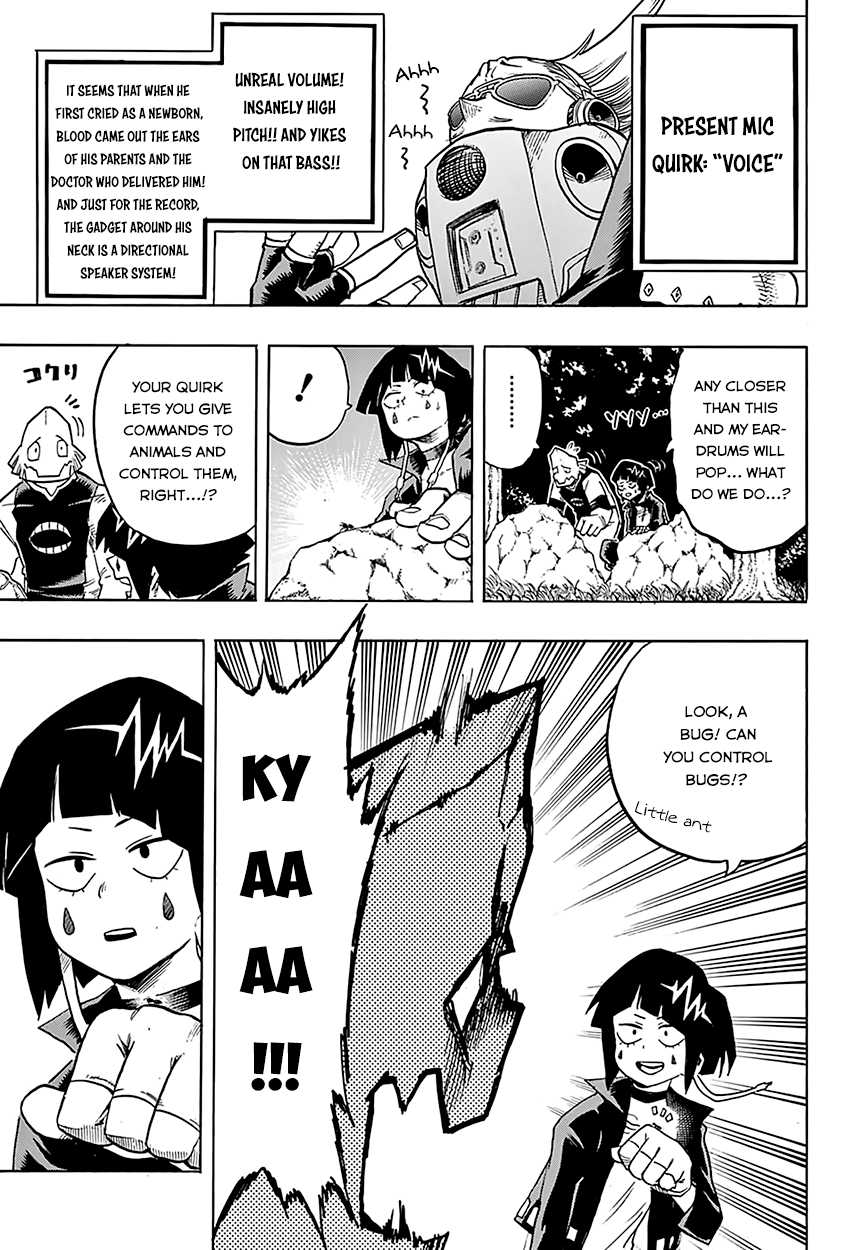 PRESENT MIC
QUIRK: “VOICE”
Ahhh
Ahhh
UNREAL VOLUME!
INSANELY HIGH
PITCH!! AND YIKES
ON THAT BASS!!
IT SEEMS THAT WHEN HE
FIRST CRIED AS A NEWBORN,
BLOOD CAME OUT THE EARS
OF HIS PARENTS AND THE
DOCTOR WHO DELIVERED HIM!
AND JUST FOR THE RECORD,
THE GADGET AROUND HIS
NECK IS A DIRECTIONAL
SPEAKER SYSTEM!
ANY CLOSER
THAN THIS
AND MY EAR-
DRUMS WILL
POP... WHAT
DO WE DO...?
ソソソ...
.........
!
YOUR QUIRK
LETS YOU GIVE
COMMANDS TO
ANIMALS AND
CONTROL THEM,
RIGHT...!?
コクリ
LOOK, A
BUG! CAN
YOU CONTROL
BUGS!?
Little ant
KY
AA
AA
!!!